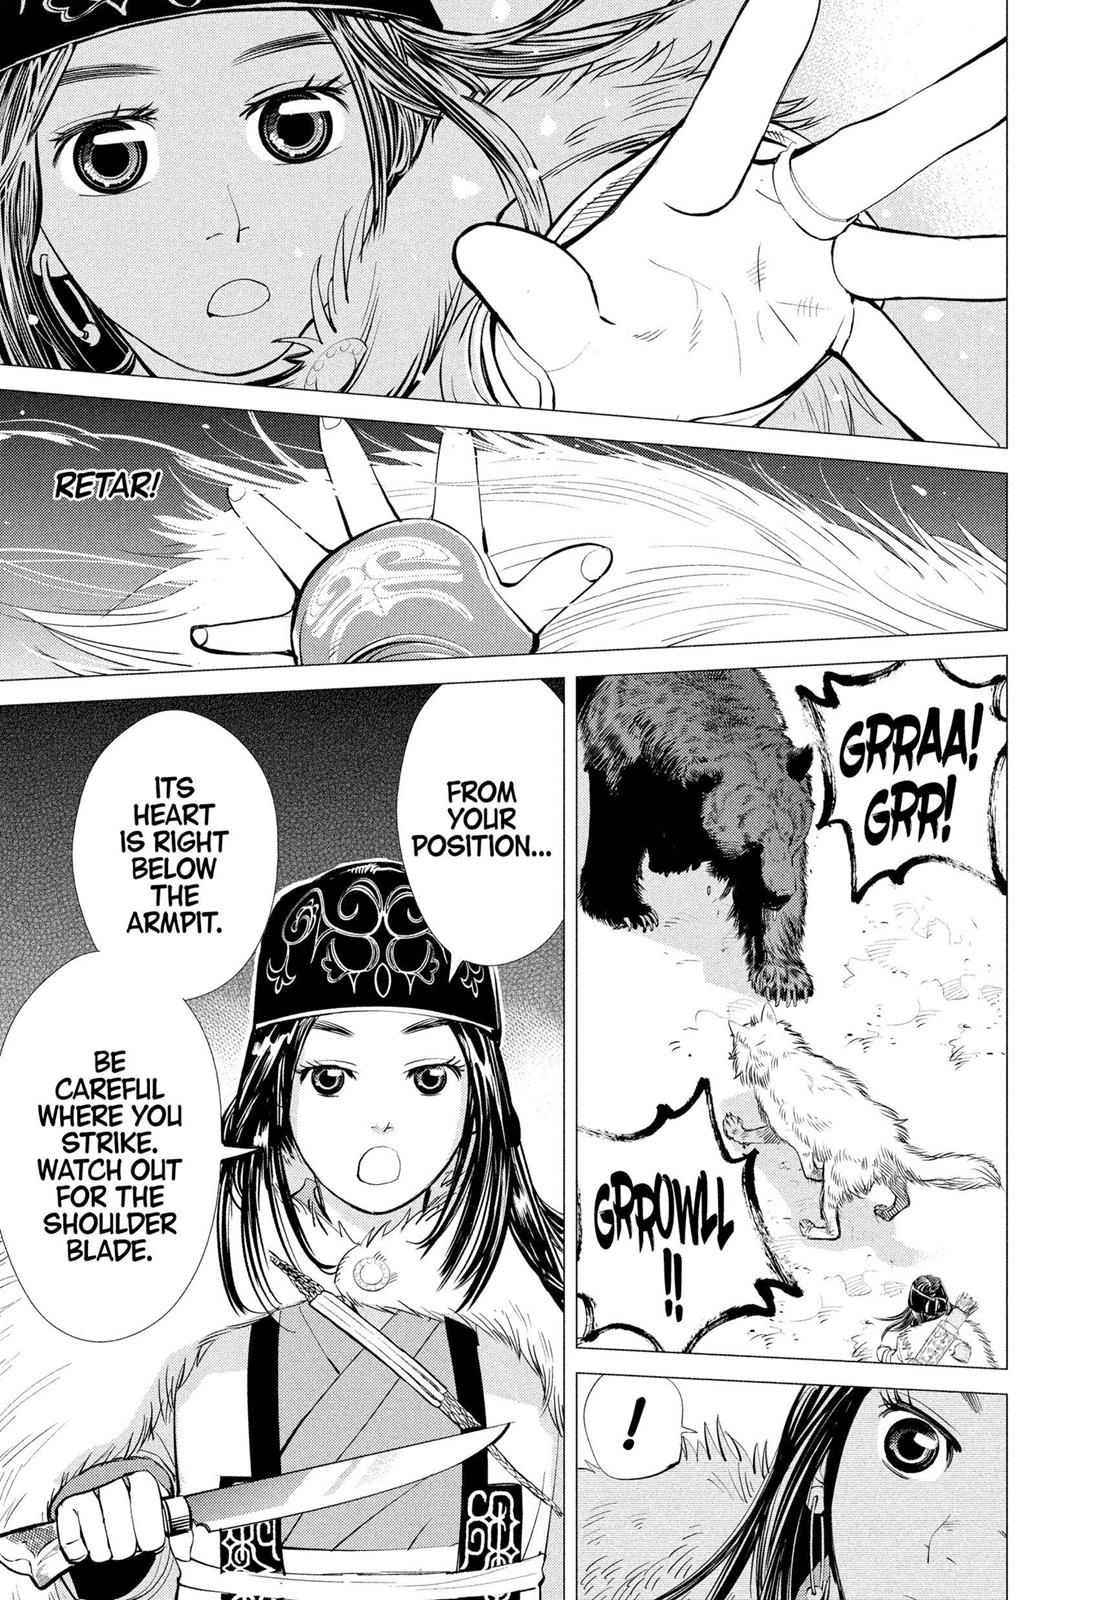 RETAR!
GRRAA!
GRR!
GRROWLL
!!
!
FROM
YOUR
POSITION...
ITS
HEART
IS RIGHT
BELOW
THE
ARMPIT.
BE
CAREFUL
WHERE YOU
STRIKE.
WATCH OUT
FOR THE
SHOULDER
BLADE.